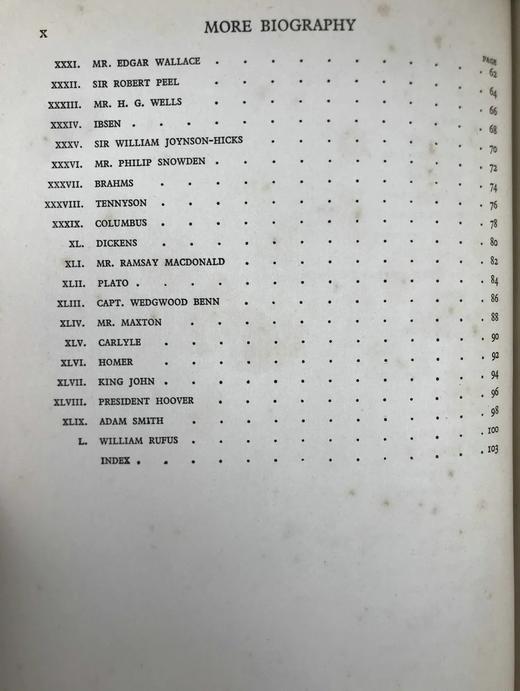 X MORE BIOGRAPHY
PAGE
XXXI. MR. EDGAR WALLACE . . . . . . . . . . . 62
XXXII. SIR ROBERT PEEL . . . . . . . . . . 64
XXXIII. MR. H. G. WELLS . . . . . . . . . . 66
XXXIV. IBSEN . . . . . . . . . . . . . 68
XXXV. SIR WILLIAM JOYNSON-HICKS . . . . . . . . 70
XXXVI. MR. PHILIP SNOWDEN . . . . . . . . . . 72
XXXVII. BRAHMS . . . . . . . . . . . . 74
XXXVIII. TENNYSON . . . . . . . . . . . . 76
XXXIX. COLUMBUS . . . . . . . . . . . . 78
XL. DICKENS . . . . . . . . . . . . 80
XLI. MR. RAMSAY MACDONALD . . . . . . . . . 82
XLII. PLATO . . . . . . . . . . . . . 84
XLIII. CAPT. WEDGWOOD BENN . . . . . . . . . 86
XLIV. MR. MAXTON . . . . . . . . . . . 88
XLV. CARLYLE . . . . . . . . . . . . 90
XLVI. HOMER . . . . . . . . . . . . 92
XLVII. KING JOHN . . . . . . . . . . . . 94
XLVIII. PRESIDENT HOOVER . . . . . . . . . . 96
XLIX. ADAM SMITH . . . . . . . . . . . 98
L. WILLIAM RUFUS . . . . . . . . . . . 100
INDEX . . . . . . . . . . . . . 103